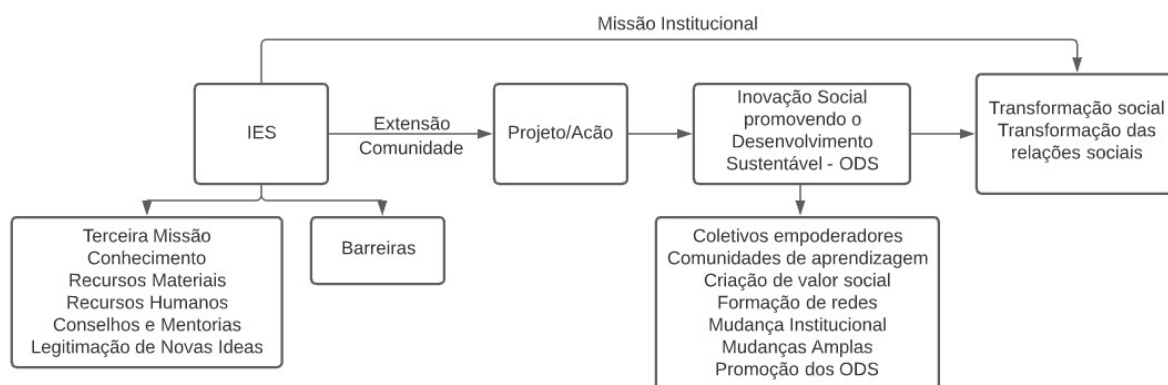 Missão Institucional
IES
Extensão
Comunidade
Projeto/Acão
Inovação Social
promovendo o
Desenvolvimento
Sustentável - ODS
Transformação social
Transformação das
relações sociais
Terceira Missão
Conhecimento
Recursos Materiais
Recursos Humanos
Conselhos e Mentorias
Legitimação de Novas Ideas
Barreiras
Coletivos empoderadores
Comunidades de aprendizagem
Criação de valor social
Formação de redes
Mudança Institucional
Mudanças Amplas
Promoção dos ODS